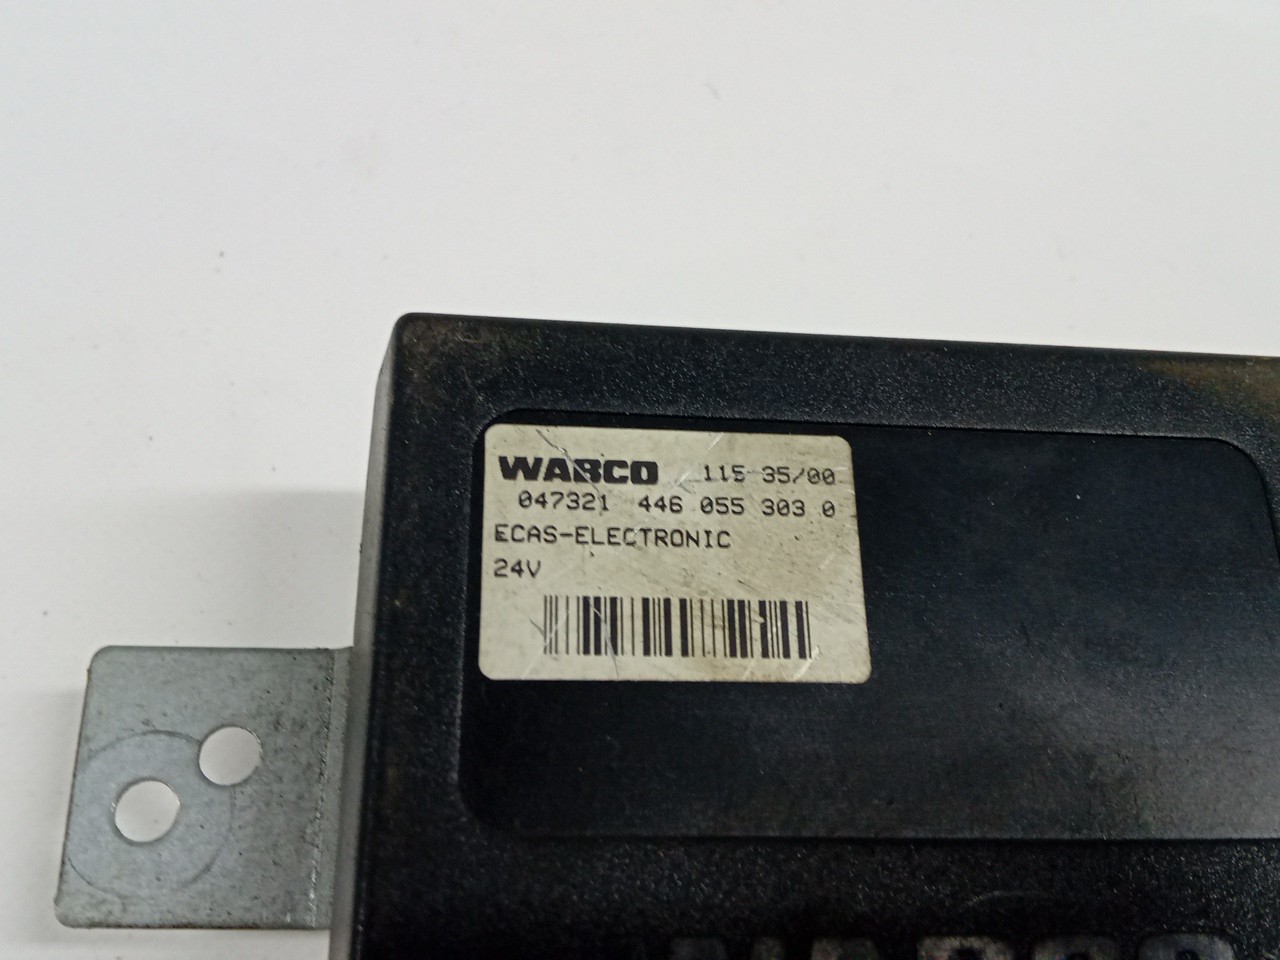 WABCO 115 35/00
047321 446 055 303 0
ECAS-ELECTRONIC
24V